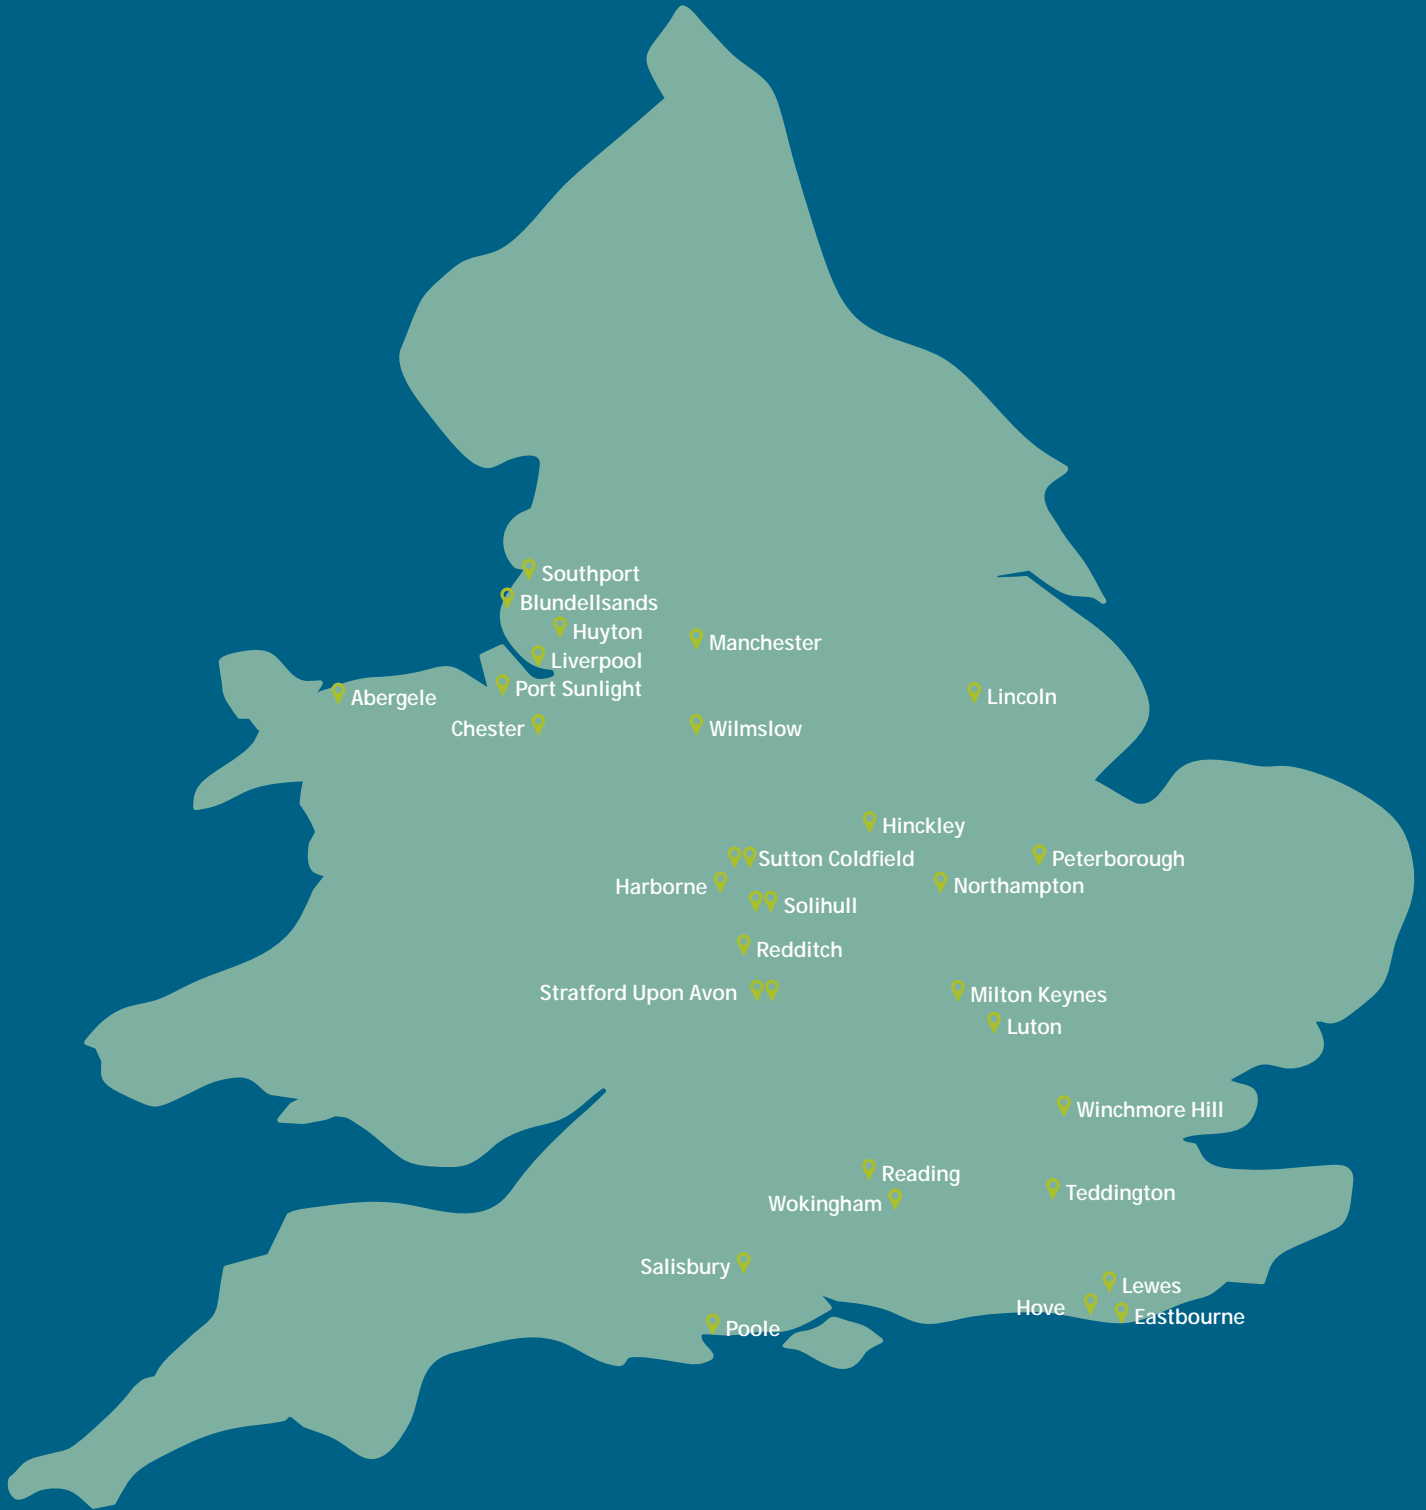 Southport
Blundellsands
Huyton
Manchester
Liverpool
Port Sunlight
Abergele
Lincoln
Chester
Wilmslow
Hinckley
Sutton Coldfield
Peterborough
Harborne
Northampton
Solihull
Redditch
Stratford Upon Avon
Milton Keynes
Luton
Winchmore Hill
Reading
Teddington
Wokingham
Salisbury
Lewes
Hove
Eastbourne
Poole